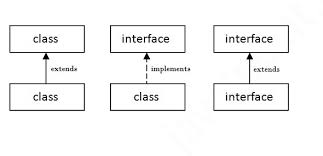 class interface interface
extends implements extends
class class interface